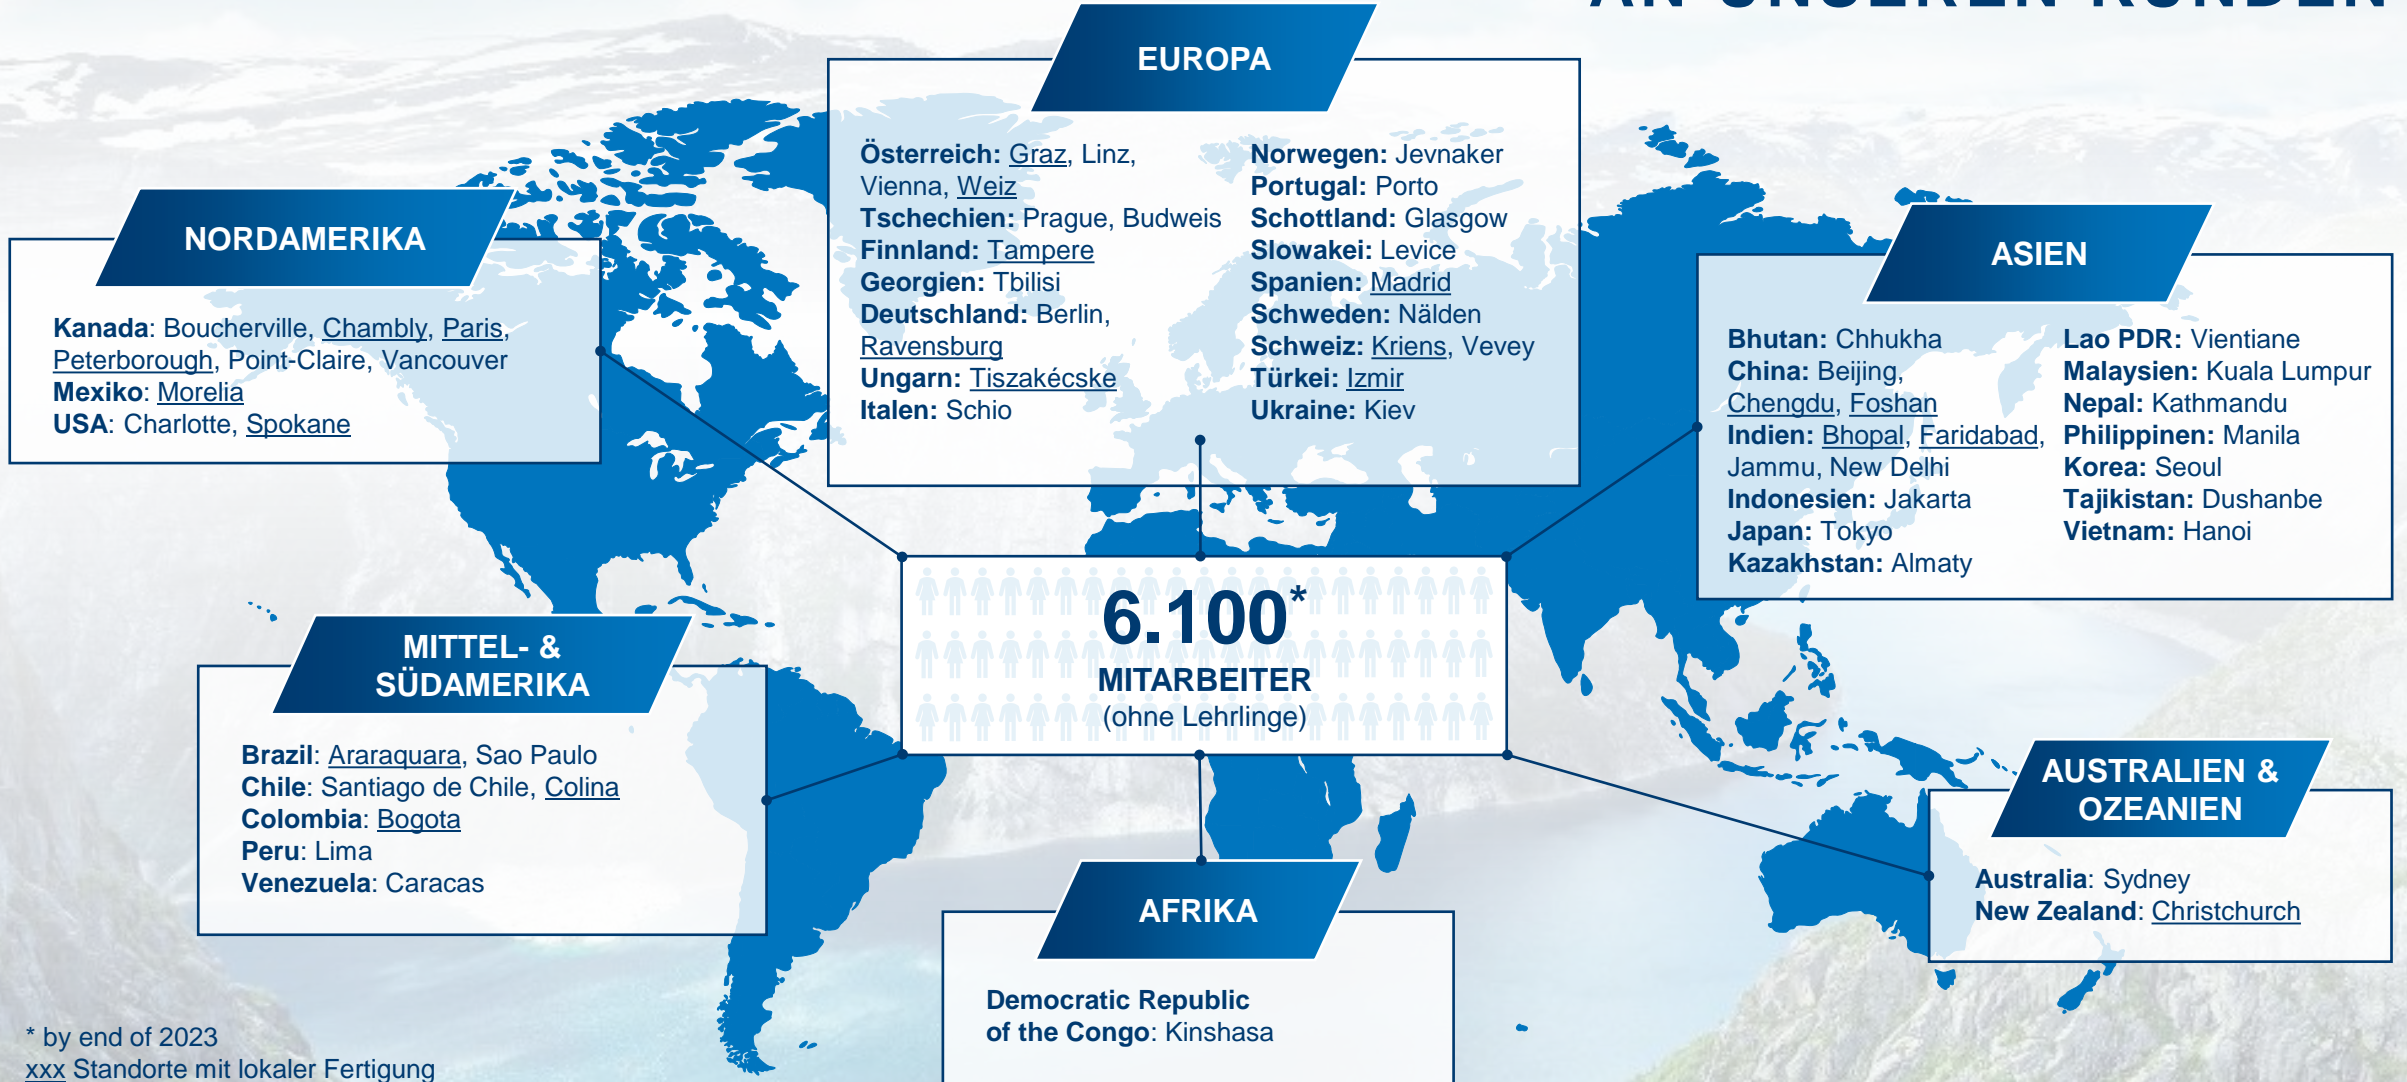 AN UNSEREN KUNDEN
EUROPA
Österreich: Graz, Linz,
Vienna, Weiz
Tschechien: Prague, Budweis
Finnland: Tampere
Georgien: Tbilisi
Deutschland: Berlin,
Ravensburg
Ungarn: Tiszakécske
Italen: Schio
Norwegen: Jevnaker
Portugal: Porto
Schottland: Glasgow
Slowakei: Levice
Spanien: Madrid
Schweden: Nälden
Schweiz: Kriens, Vevey
Türkei: Izmir
Ukraine: Kiev
NORDAMERIKA
Kanada: Boucherville, Chambly, Paris,
Peterborough, Point-Claire, Vancouver
Mexiko: Morelia
USA: Charlotte, Spokane
ASIEN
Bhutan: Chhukha
China: Beijing,
Chengdu, Foshan
Indien: Bhopal, Faridabad,
Jammu, New Delhi
Indonesien: Jakarta
Japan: Tokyo
Kazakhstan: Almaty
Lao PDR: Vientiane
Malaysien: Kuala Lumpur
Nepal: Kathmandu
Philippinen: Manila
Korea: Seoul
Tajikistan: Dushanbe
Vietnam: Hanoi
6.100*
MITARBEITER
(ohne Lehrlinge)
MITTEL- &
SÜDAMERIKA
Brazil: Araraquara, Sao Paulo
Chile: Santiago de Chile, Colina
Colombia: Bogota
Peru: Lima
Venezuela: Caracas
AUSTRALIEN &
OZEANIEN
Australia: Sydney
New Zealand: Christchurch
AFRIKA
Democratic Republic
of the Congo: Kinshasa
* by end of 2023
xxx Standorte mit lokaler Fertigung